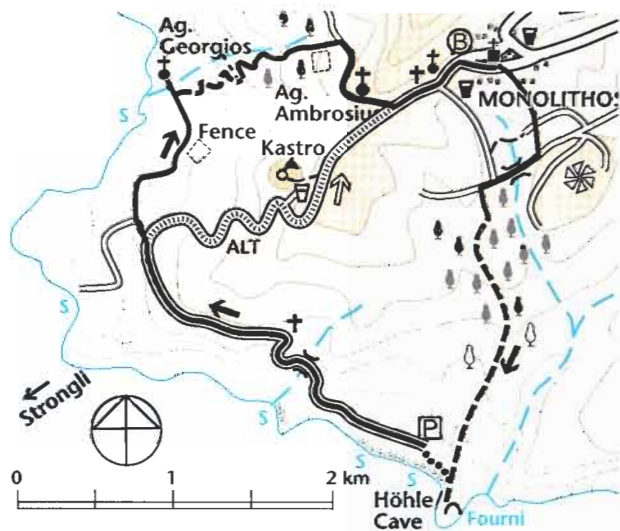 Ag.
Georgios
B
Ag.
Ambrosiu
MONOLITHOS
S
Fence
Kastro
ALT
S
Strongli
S
P
S
S
0 1 2 km
Höhle
Cave
Fourni